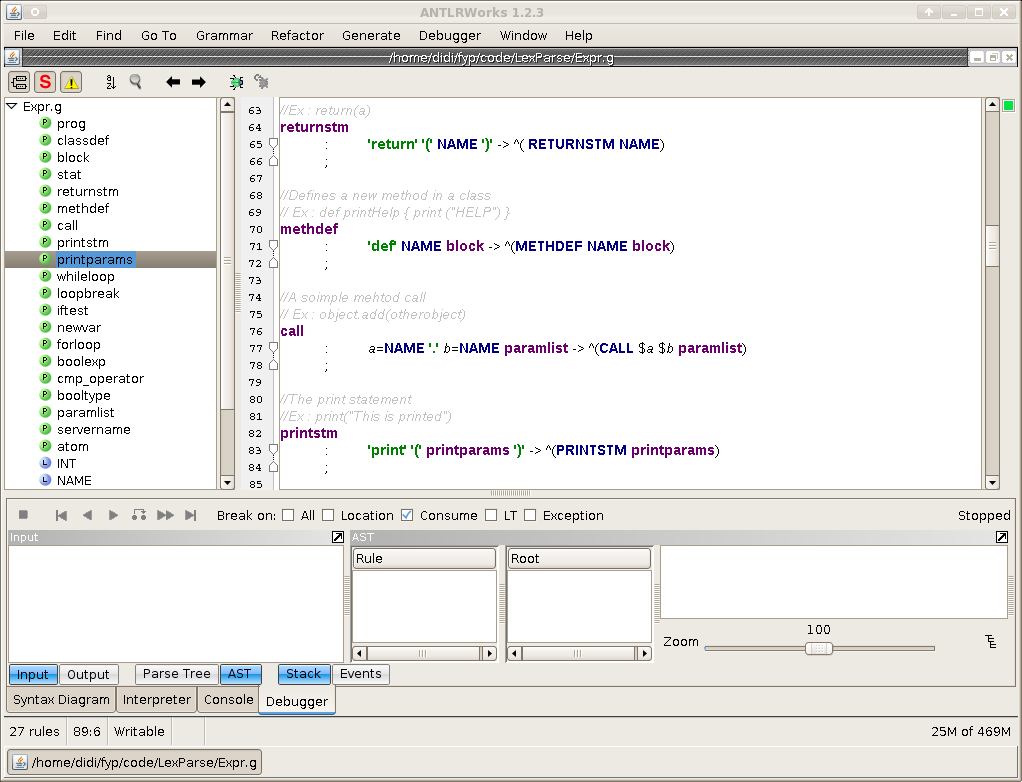 ANTLRWorks 1.2.3
File Edit Find Go To Grammar Refactor Generate Debugger Window Help
/home/didi/fyp/code/LexParse/Expr.g
S
Expr.g
P prog
P classdef
P block
P stat
P returnstm
P methdef
P call
P printstm
P printparams
P whileloop
P loopbreak
P iftest
P newvar
P forloop
P boolexp
P cmp_operator
P booltype
P paramlist
P servername
P atom
L INT
L NAME
63 //Ex : return(a)
64 returnstm
65 : 'return' '(' NAME ')' -> ^( RETURNSTM NAME)
66 ;
67
68 //Defines a new method in a class
69 // Ex : def printHelp { print ("HELP") }
70 methdef
71 : 'def' NAME block -> ^(METHDEF NAME block)
72 ;
73
74 //A soimple mehtod call
75 // Ex : object.add(otherobject)
76 call
77 : a=NAME '.' b=NAME paramlist -> ^(CALL $a $b paramlist)
78 ;
79
80 //The print statement
81 //Ex : print("This is printed")
82 printstm
83 : 'print' '(' printparams ')' -> ^(PRINTSTM printparams)
84 ;
85
Break on: All Location Consume LT Exception Stopped
Input AST
Rule Root
100
Zoom
Input Output Parse Tree AST Stack Events
Syntax Diagram Interpreter Console Debugger
27 rules 89:6 Writable 25M of 469M
/home/didi/fyp/code/LexParse/Expr.g